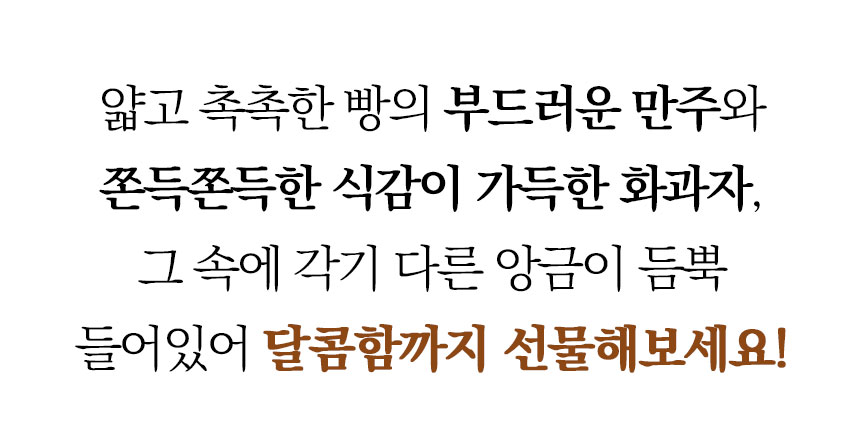 얇고 촉촉한 빵의 부드러운 만주와
쫀득쫀득한 식감이 가득한 화과자,
그 속에 각기 다른 앙금이 듬뿍
들어있어 달콤함까지 선물해보세요!